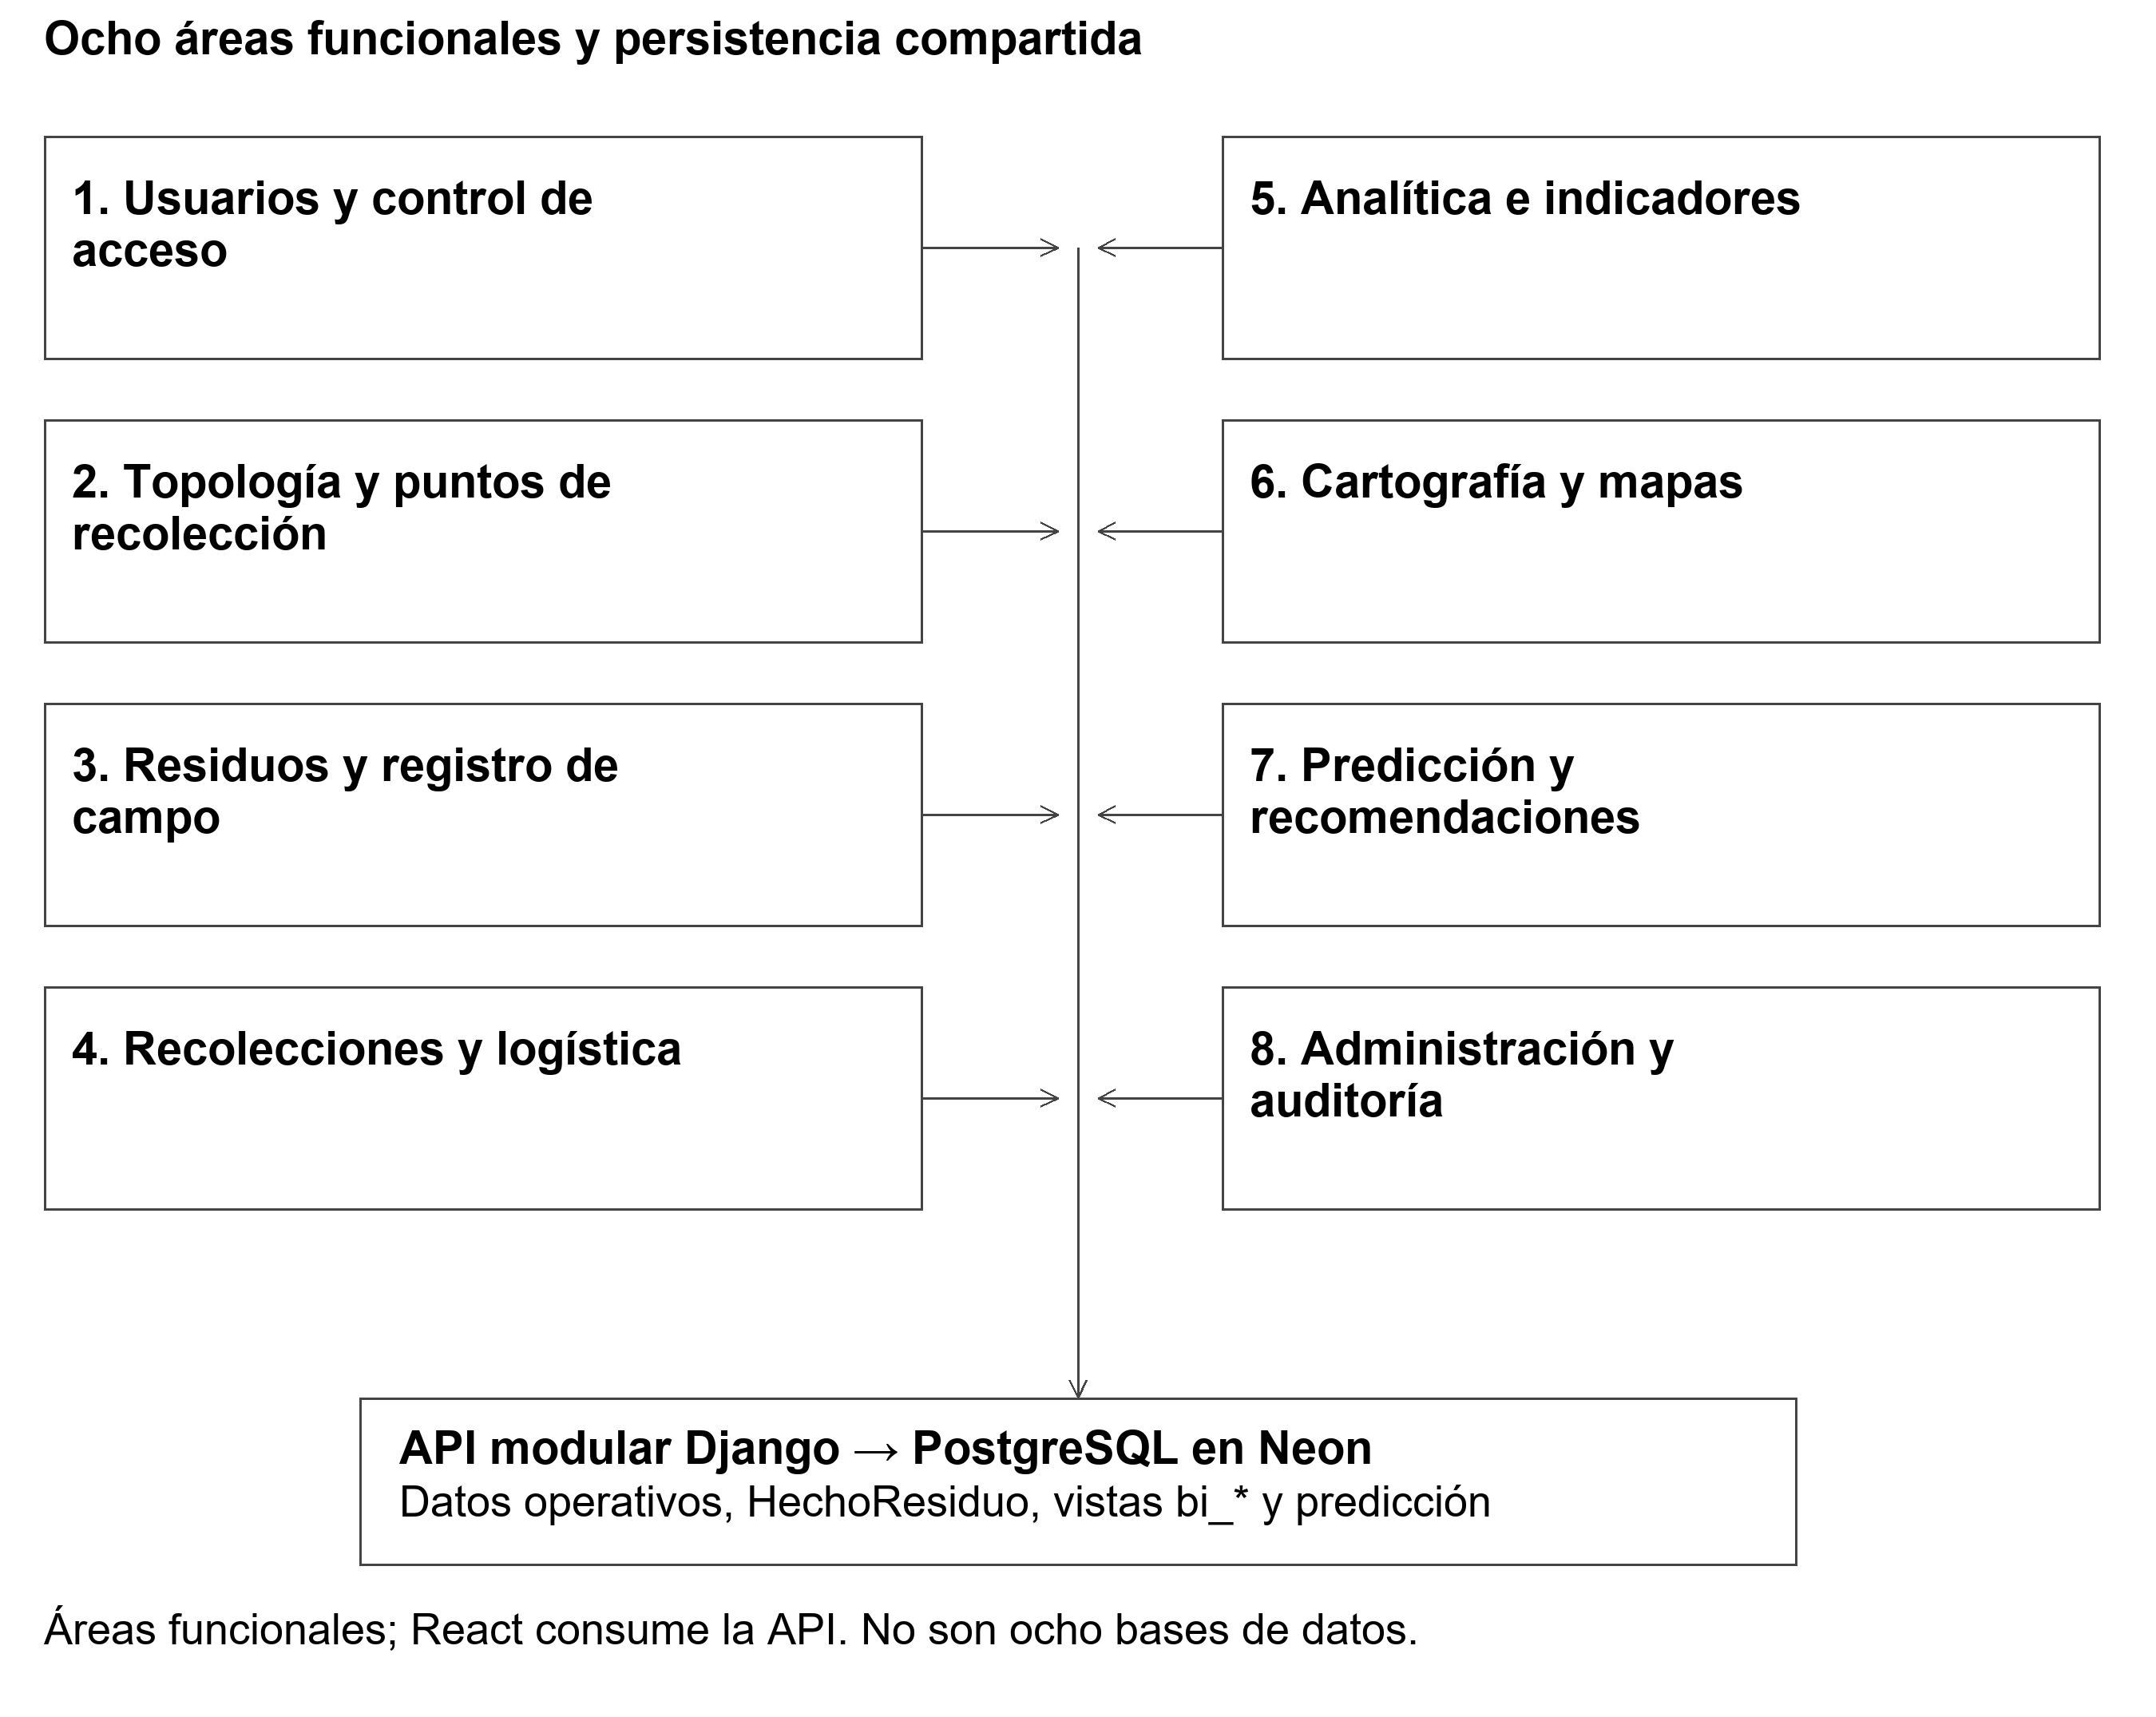 Ocho áreas funcionales y persistencia compartida
1. Usuarios y control de
acceso
2. Topología y puntos de
recolección
3. Residuos y registro de
campo
4. Recolecciones y logística
5. Analítica e indicadores
6. Cartografía y mapas
7. Predicción y
recomendaciones
8. Administración y
auditoría
API modular Django → PostgreSQL en Neon
Datos operativos, HechoResiduo, vistas bi_* y predicción
Áreas funcionales; React consume la API. No son ocho bases de datos.